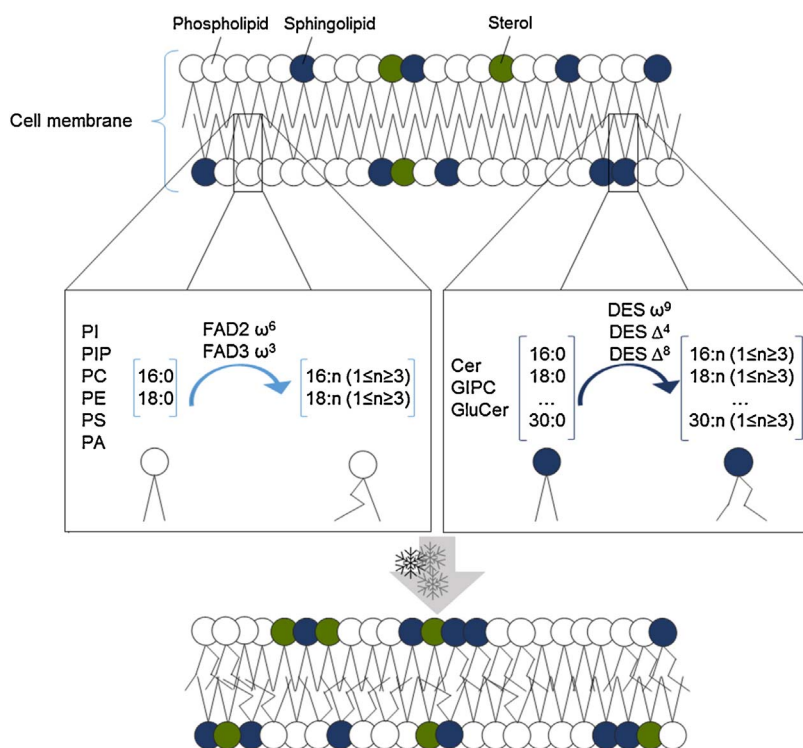 Phospholipid Sphingolipid Sterol
Cell membrane
PI
PIP
PC
PE
PS
PA
16:0
18:0
FAD2 ω⁶
FAD3 ω³
16:n (1≤n≥3)
18:n (1≤n≥3)
Cer
GIPC
GluCer
16:0
18:0
...
30:0
DES ω⁹
DES Δ⁴
DES Δ⁸
16:n (1≤n≥3)
18:n (1≤n≥3)
...
30:n (1≤n≥3)